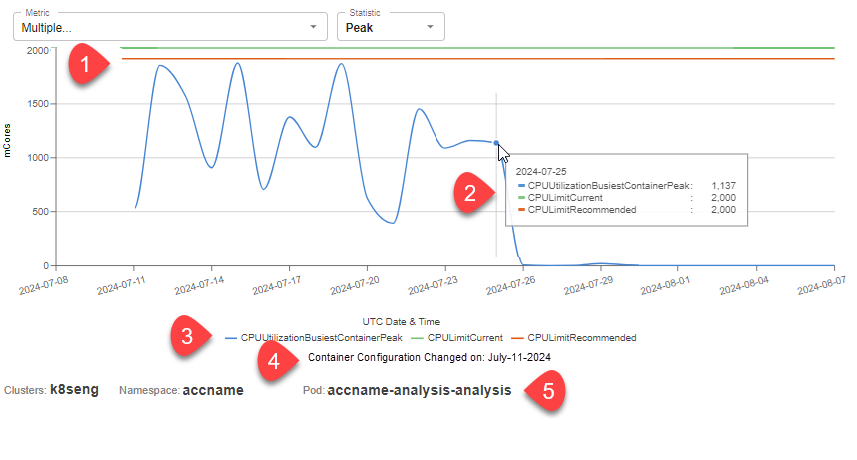 Metric
Multiple...
Statistic
Peak
2000
1
1500
mCores
1000
2024-07-25
CPUUtilizationBusiestContainerPeak: 1,137
2
CPULimitCurrent : 2,000
500
CPULimitRecommended : 2,000
0
2024-07-08 2024-07-11 2024-07-14 2024-07-17 2024-07-20 2024-07-23 2024-07-26 2024-07-29 2024-08-01 2024-08-04 2024-08-07
UTC Date & Time
3
CPUUtilizationBusiestContainerPeak CPULimitCurrent CPULimitRecommended
4
Container Configuration Changed on: July-11-2024
Clusters: k8seng Namespace: accname Pod: accname-analysis-analysis 5